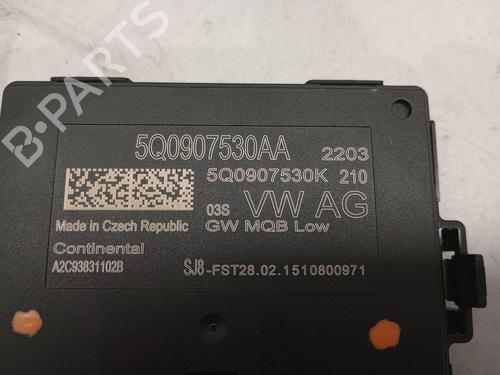 B-PARTS
5Q0907530AA 2203
5Q0907530K 210
03S VW AG
Made in Czech Republic GW MQB Low
Continental
A2C93831102B SJ8-FST28.02.1510800971